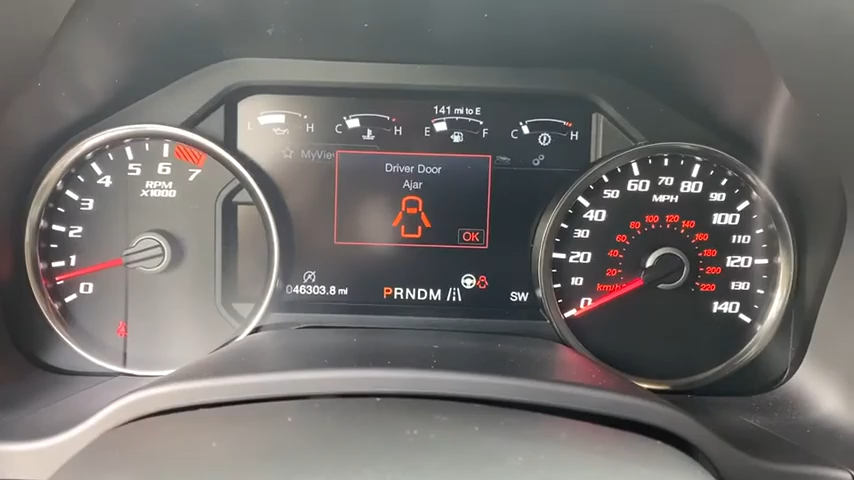 141 mi to E
H
C H
E F
C H
MyVie
Driver Door
Ajar
OK
046303.8 mi
PRNDM
SW
0
1
2
3
4
5
6
7
RPM
X1000
0
10
20
30
40
50
60
70
80
90
100
110
120
130
140
MPH
km/h
20
40
60
80
100
120
140
160
180
200
220